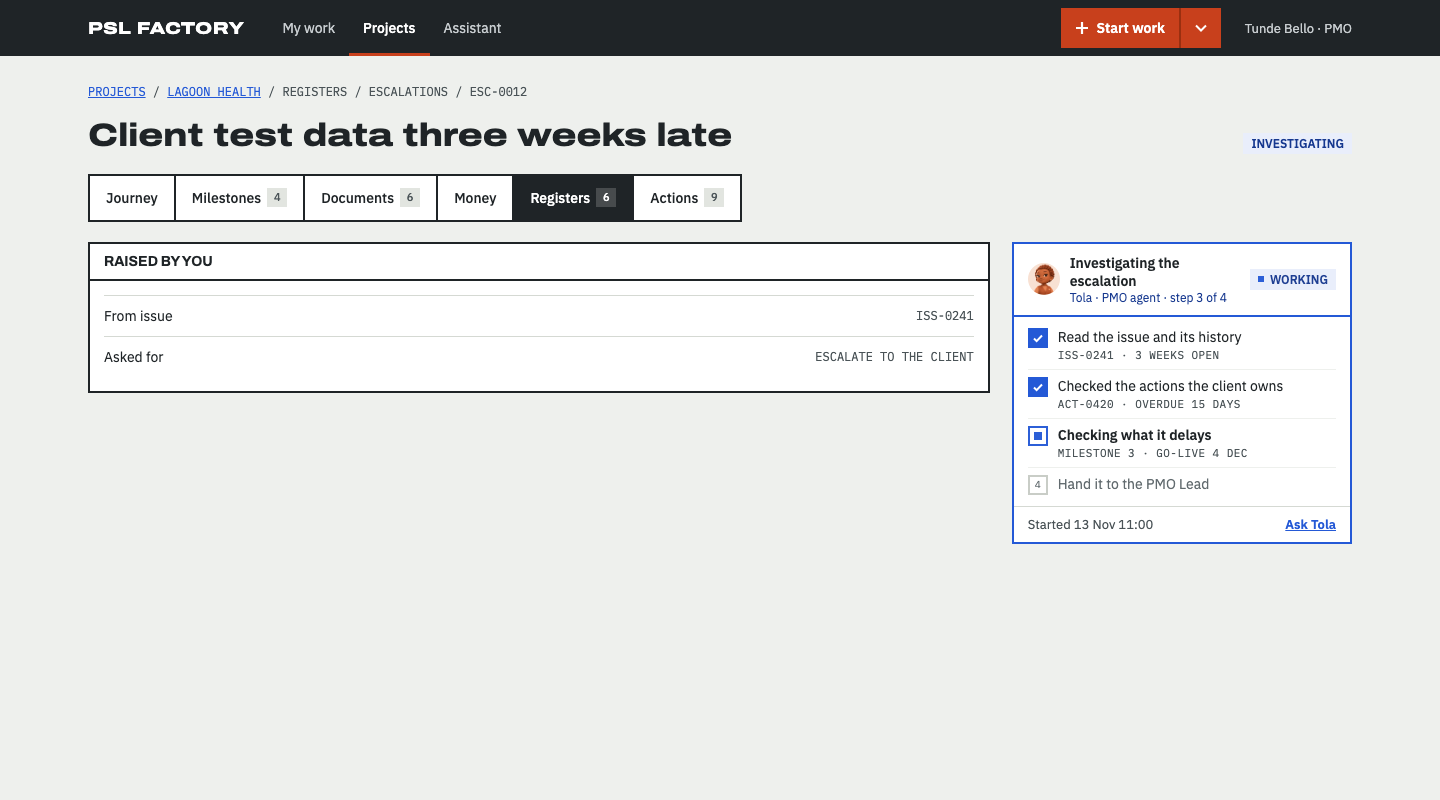 PSL FACTORY
My work
Projects
Assistant
Start work
Tunde Bello · PMO
PROJECTS / LAGOON HEALTH / REGISTERS / ESCALATIONS / ESC-0012
Client test data three weeks late
INVESTIGATING
Journey
Milestones 4
Documents 6
Money
Registers 6
Actions 9
RAISED BY YOU
From issue
ISS-0241
Asked for
ESCALATE TO THE CLIENT
Investigating the
escalation
Tola · PMO agent · step 3 of 4
WORKING
Read the issue and its history
ISS-0241 · 3 WEEKS OPEN
Checked the actions the client owns
ACT-0420 · OVERDUE 15 DAYS
Checking what it delays
MILESTONE 3 · GO-LIVE 4 DEC
4 Hand it to the PMO Lead
Started 13 Nov 11:00
Ask Tola